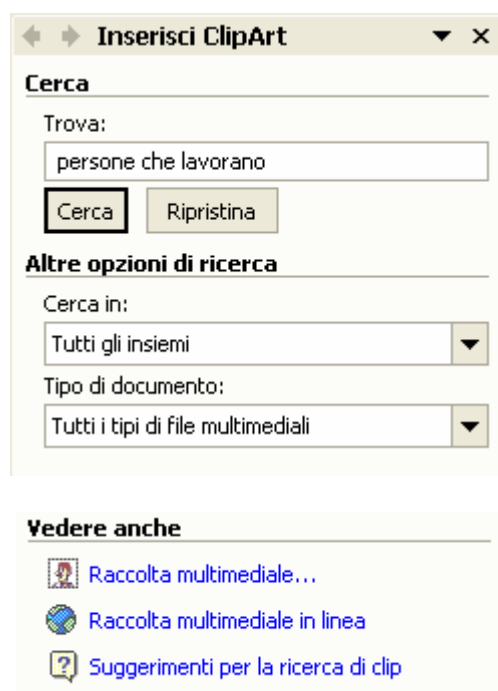 Inserisci ClipArt
Cerca
Trova:
persone che lavorano
Cerca Ripristina
Altre opzioni di ricerca
Cerca in:
Tutti gli insiemi
Tipo di documento:
Tutti i tipi di file multimediali
Vedere anche
Raccolta multimediale...
Raccolta multimediale in linea
Suggerimenti per la ricerca di clip